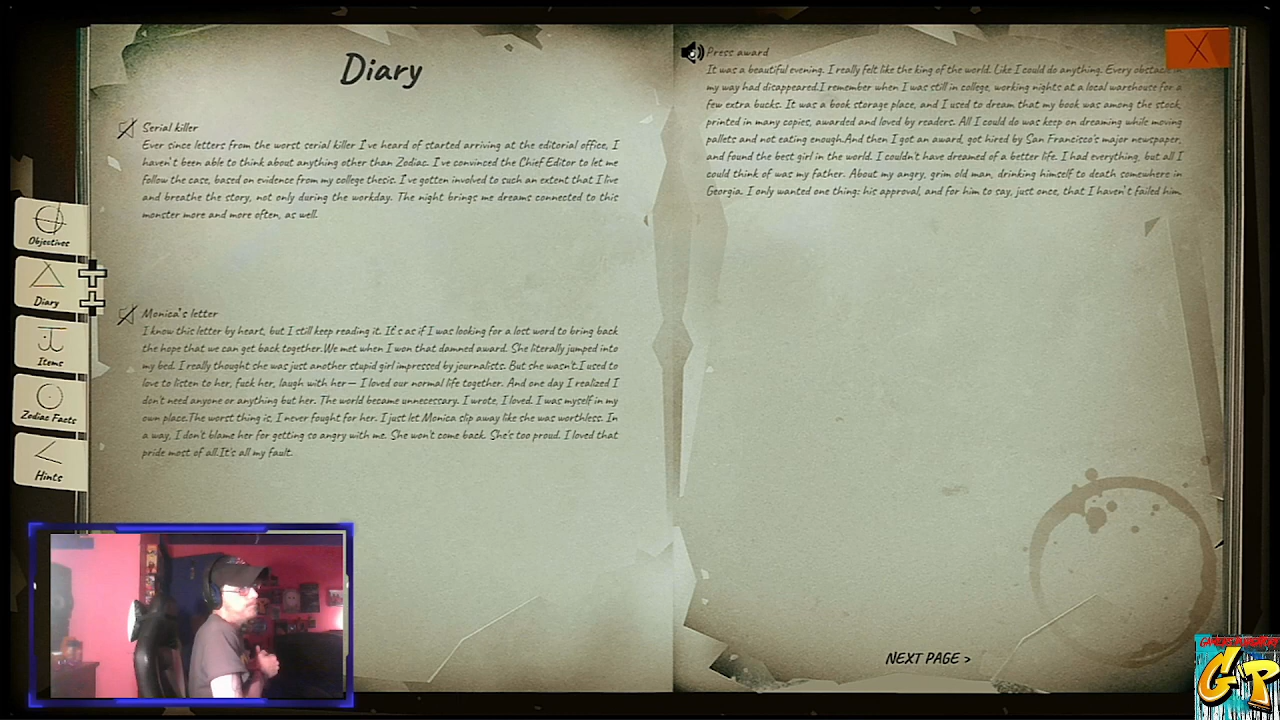 Diary
Serial killer
Ever since letters from the worst serial killer I've heard of started arriving at the editorial office, I
haven't been able to think about anything other than Zodiac. I've convinced the Chief Editor to let me
follow the case, based on evidence from my college thesis. I've gotten involved to such an extent that I live
and breathe the story, not only during the workday. The night brings me dreams connected to this
monster more and more often, as well.
Monica's letter
I know this letter by heart, but I still keep reading it. It's as if I was looking for a lost word to bring back
the hope that we can get back together.We met when I won that damned award. She literally jumped into
my bed. I really thought she was just another stupid girl impressed by journalists. But she wasn't.I used to
love to listen to her, fuck her, laugh with her — I loved our normal life together. And one day I realized I
don't need anyone or anything but her. The world became unnecessary. I wrote, I loved. I was myself in my
own place.The worst thing is, I never fought for her. I just let Monica slip away like she was worthless. In
a way, I don't blame her for getting so angry with me. She won't come back. She's too proud. I loved that
pride most of all.It's all my fault.
Press award
It was a beautiful evening. I really felt like the king of the world. Like I could do anything. Every obstacle in
my way had disappeared.I remember when I was still in college, working nights at a local warehouse for a
few extra bucks. It was a book storage place, and I used to dream that my book was among the stock,
printed in many copies, awarded and loved by readers. All I could do was keep on dreaming while moving
pallets and not eating enough.And then I got an award, got hired by San Francisco's major newspaper,
and found the best girl in the world. I couldn't have dreamed of a better life. I had everything, but all I
could think of was my father. About my angry, grim old man, drinking himself to death somewhere in
Georgia. I only wanted one thing: his approval, and for him to say, just once, that I haven't failed him.
NEXT PAGE >
Objectives
Diary
Items
Zodiac Facts
Hints
GP